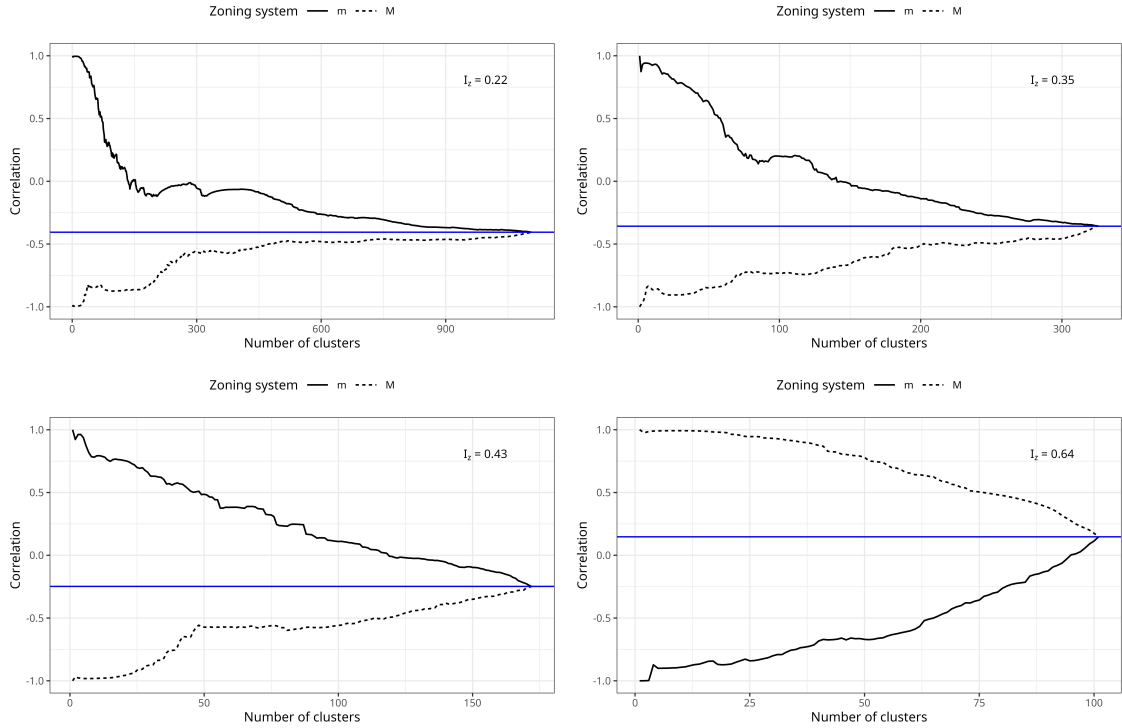 Zoning system m M
1.0
0.5
0.0
-0.5
-1.0
Correlation
I_z = 0.22
0 300 600 900
Number of clusters
Zoning system m M
1.0
0.5
0.0
-0.5
-1.0
Correlation
I_z = 0.35
0 100 200 300
Number of clusters
Zoning system m M
1.0
0.5
0.0
-0.5
-1.0
Correlation
I_z = 0.43
0 50 100 150
Number of clusters
Zoning system m M
1.0
0.5
0.0
-0.5
-1.0
Correlation
I_z = 0.64
0 25 50 75 100
Number of clusters